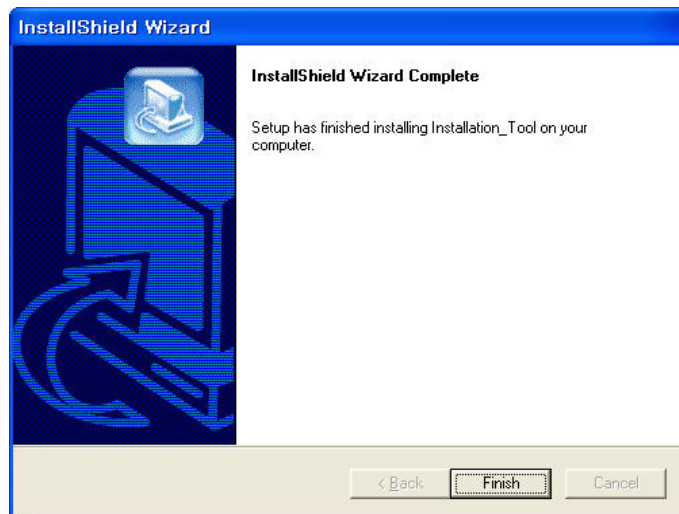 InstallShield Wizard
InstallShield Wizard Complete
Setup has finished installing Installation_Tool on your
computer.
< Back
Finish
Cancel